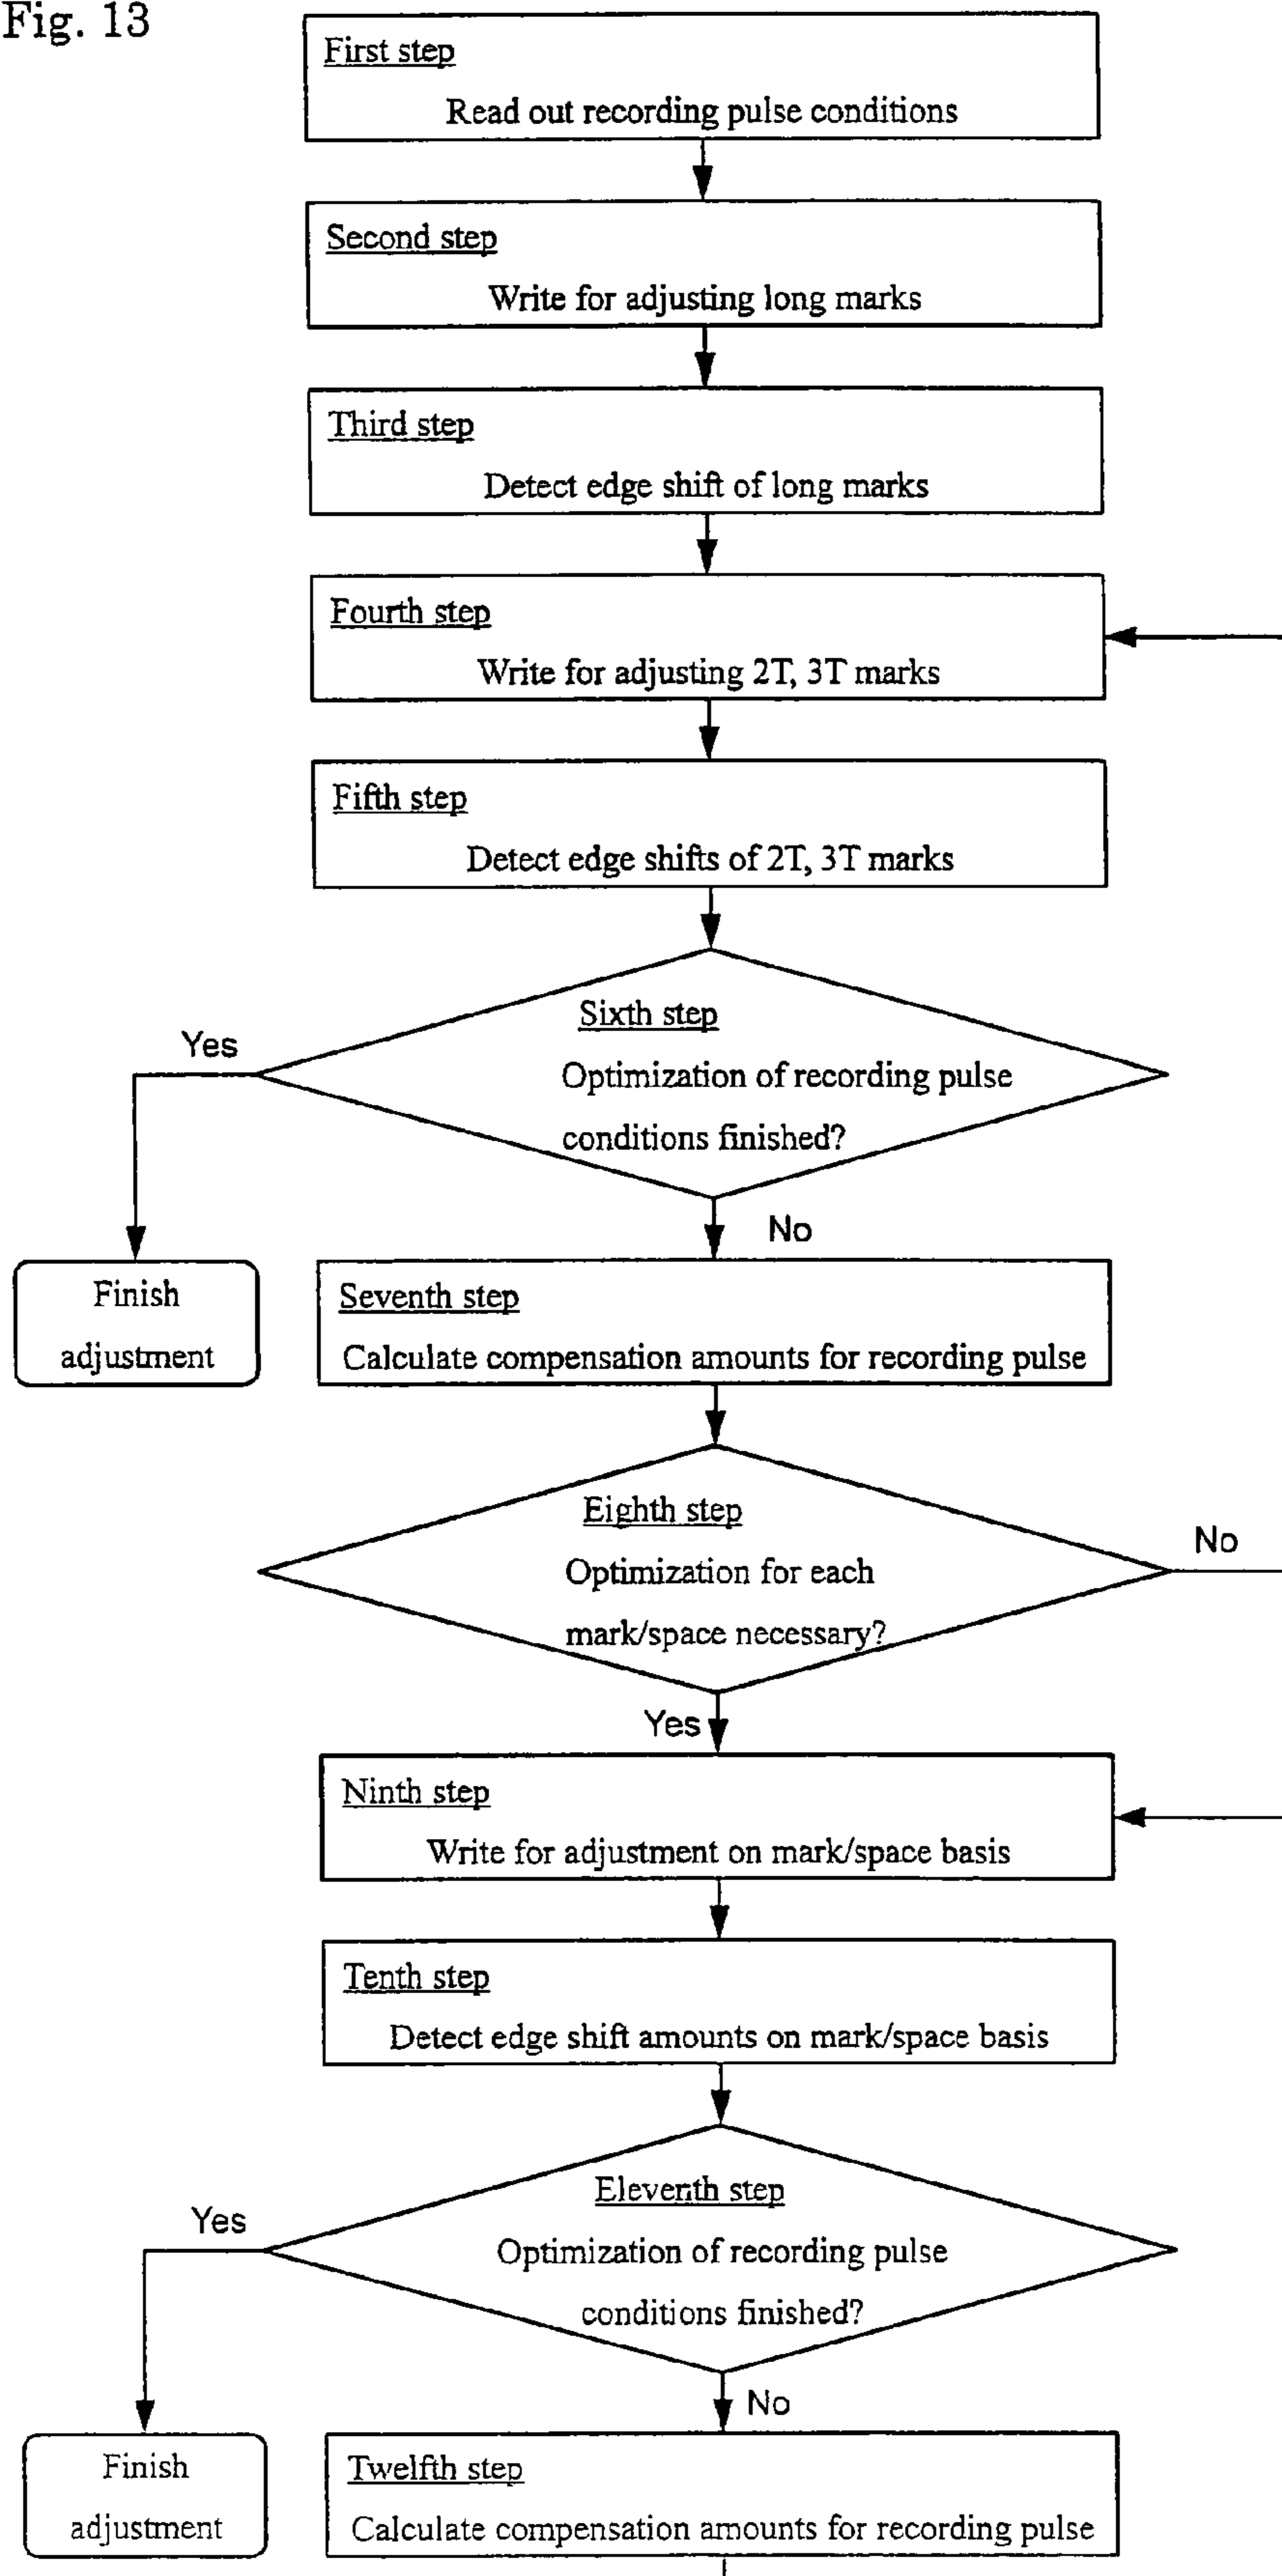 Fig. 13
First step
Read out recording pulse conditions
Second step
Write for adjusting long marks
Third step
Detect edge shift of long marks
Fourth step
Write for adjusting 2T, 3T marks
Fifth step
Detect edge shifts of 2T, 3T marks
Sixth step
Yes
Optimization of recording pulse
conditions finished?
No
Finish
adjustment
Seventh step
Calculate compensation amounts for recording pulse
Eighth step
No
Optimization for each
mark/space necessary?
Yes
Ninth step
Write for adjustment on mark/space basis
Tenth step
Detect edge shift amounts on mark/space basis
Eleventh step
Yes
Optimization of recording pulse
conditions finished?
No
Finish
adjustment
Twelfth step
Calculate compensation amounts for recording pulse